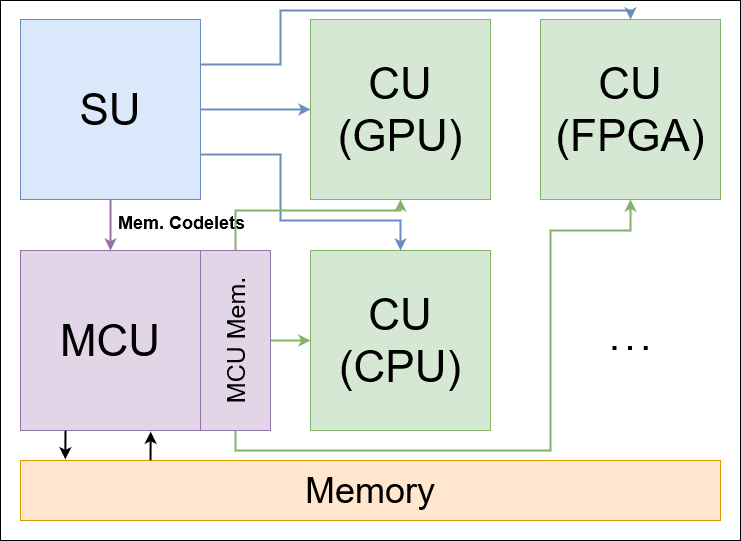 SU
CU
(GPU)
CU
(FPGA)
Mem. Codelets
MCU
MCU Mem.
CU
(CPU)
...
Memory